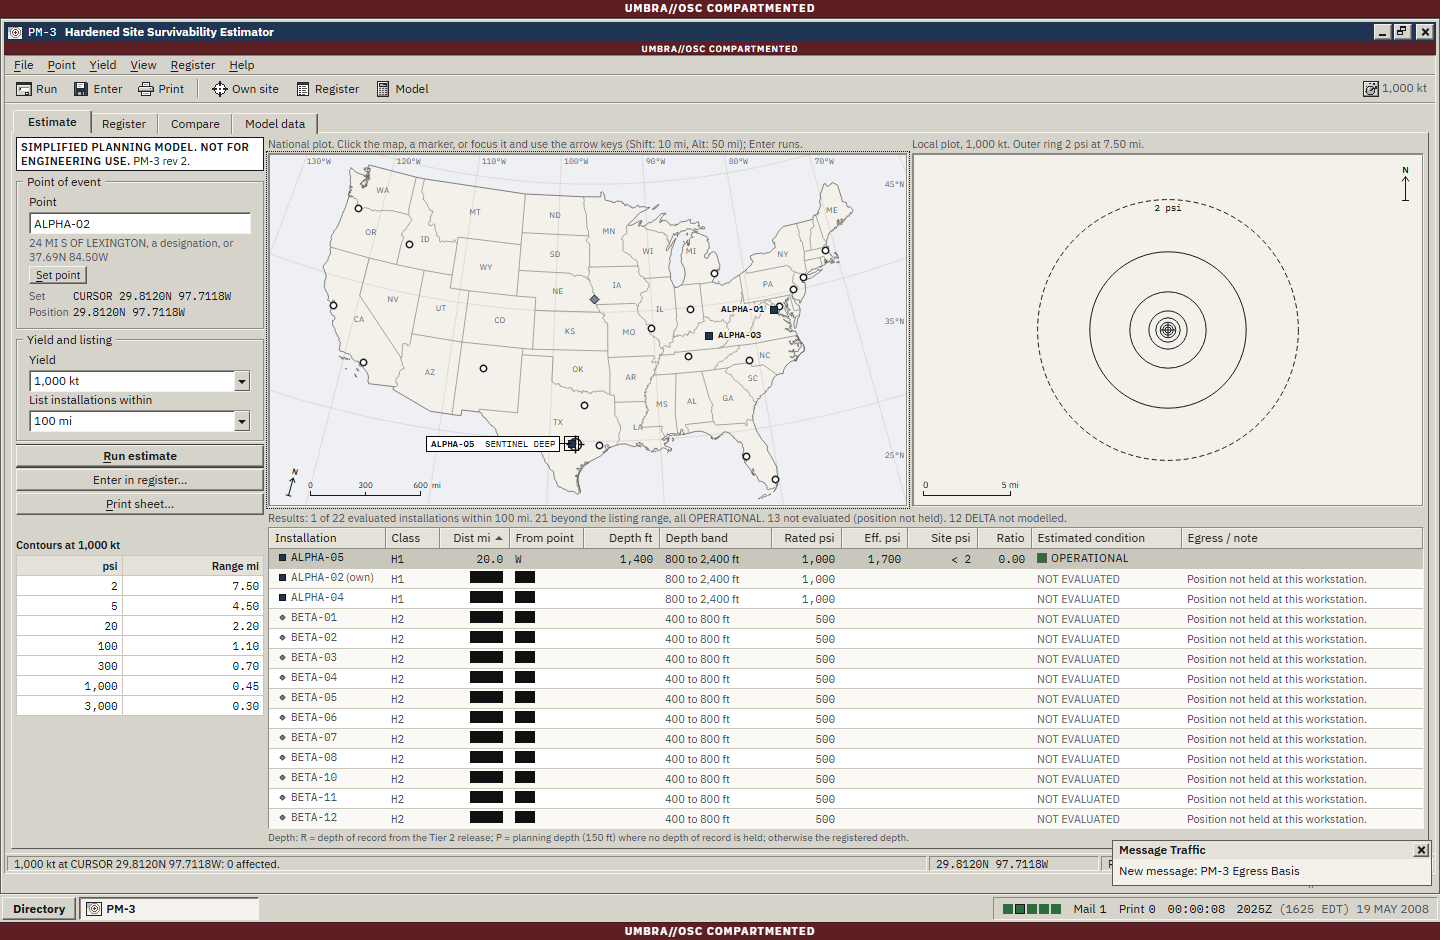 UMBRA//OSC COMPARTMENTED
PM-3 Hardened Site Survivability Estimator
UMBRA//OSC COMPARTMENTED
File Point Yield View Register Help
Run Enter Print Own site Register Model 1,000 kt
Estimate Register Compare Model data
SIMPLIFIED PLANNING MODEL. NOT FOR
ENGINEERING USE. PM-3 rev 2.
Point of event
Point
ALPHA-02
24 MI S OF LEXINGTON, a designation, or
37.69N 84.50W
Set point
Set CURSOR 29.8120N 97.7118W
Position 29.8120N 97.7118W
Yield and listing
Yield
1,000 kt
List installations within
100 mi
Run estimate
Enter in register...
Print sheet...
Contours at 1,000 kt
psi Range mi
2 7.50
5 4.50
20 2.20
100 1.10
300 0.70
1,000 0.45
3,000 0.30
National plot. Click the map, a marker, or focus it and use the arrow keys (Shift: 10 mi, Alt: 50 mi); Enter runs.
130°W 120°W 110°W 100°W 90°W 80°W 70°W
45°N
35°N
25°N
WA
MT
ND
MN
ME
OR
ID
SD
WI
MI
NY
WY
NE
IA
PA
NV
UT
CO
IL
CA
KS
MO
ALPHA-01
ALPHA-03
NC
AZ
OK
AR
SC
MS
AL
GA
TX
LA
ALPHA-05 SENTINEL DEEP
N
0 300 600 mi
Local plot, 1,000 kt. Outer ring 2 psi at 7.50 mi.
N
2 psi
0 5 mi
Results: 1 of 22 evaluated installations within 100 mi. 21 beyond the listing range, all OPERATIONAL. 13 not evaluated (position not held). 12 DELTA not modelled.
Installation Class Dist mi From point Depth ft Depth band Rated psi Eff. psi Site psi Ratio Estimated condition Egress / note
ALPHA-05 H1 20.0 W 1,400 800 to 2,400 ft 1,000 1,700 < 2 0.00 OPERATIONAL
ALPHA-02 (own) H1 800 to 2,400 ft 1,000 NOT EVALUATED Position not held at this workstation.
ALPHA-04 H1 800 to 2,400 ft 1,000 NOT EVALUATED Position not held at this workstation.
BETA-01 H2 400 to 800 ft 500 NOT EVALUATED Position not held at this workstation.
BETA-02 H2 400 to 800 ft 500 NOT EVALUATED Position not held at this workstation.
BETA-03 H2 400 to 800 ft 500 NOT EVALUATED Position not held at this workstation.
BETA-04 H2 400 to 800 ft 500 NOT EVALUATED Position not held at this workstation.
BETA-05 H2 400 to 800 ft 500 NOT EVALUATED Position not held at this workstation.
BETA-06 H2 400 to 800 ft 500 NOT EVALUATED Position not held at this workstation.
BETA-07 H2 400 to 800 ft 500 NOT EVALUATED Position not held at this workstation.
BETA-08 H2 400 to 800 ft 500 NOT EVALUATED Position not held at this workstation.
BETA-10 H2 400 to 800 ft 500 NOT EVALUATED Position not held at this workstation.
BETA-11 H2 400 to 800 ft 500 NOT EVALUATED Position not held at this workstation.
BETA-12 H2 400 to 800 ft 500 NOT EVALUATED Position not held at this workstation.
Depth: R = depth of record from the Tier 2 release; P = planning depth (150 ft) where no depth of record is held; otherwise the registered depth.
1,000 kt at CURSOR 29.8120N 97.7118W: 0 affected. 29.8120N 97.7118W
Message Traffic
New message: PM-3 Egress Basis
Directory PM-3 Mail 1 Print 0 00:00:08 2025Z (1625 EDT) 19 MAY 2008
UMBRA//OSC COMPARTMENTED